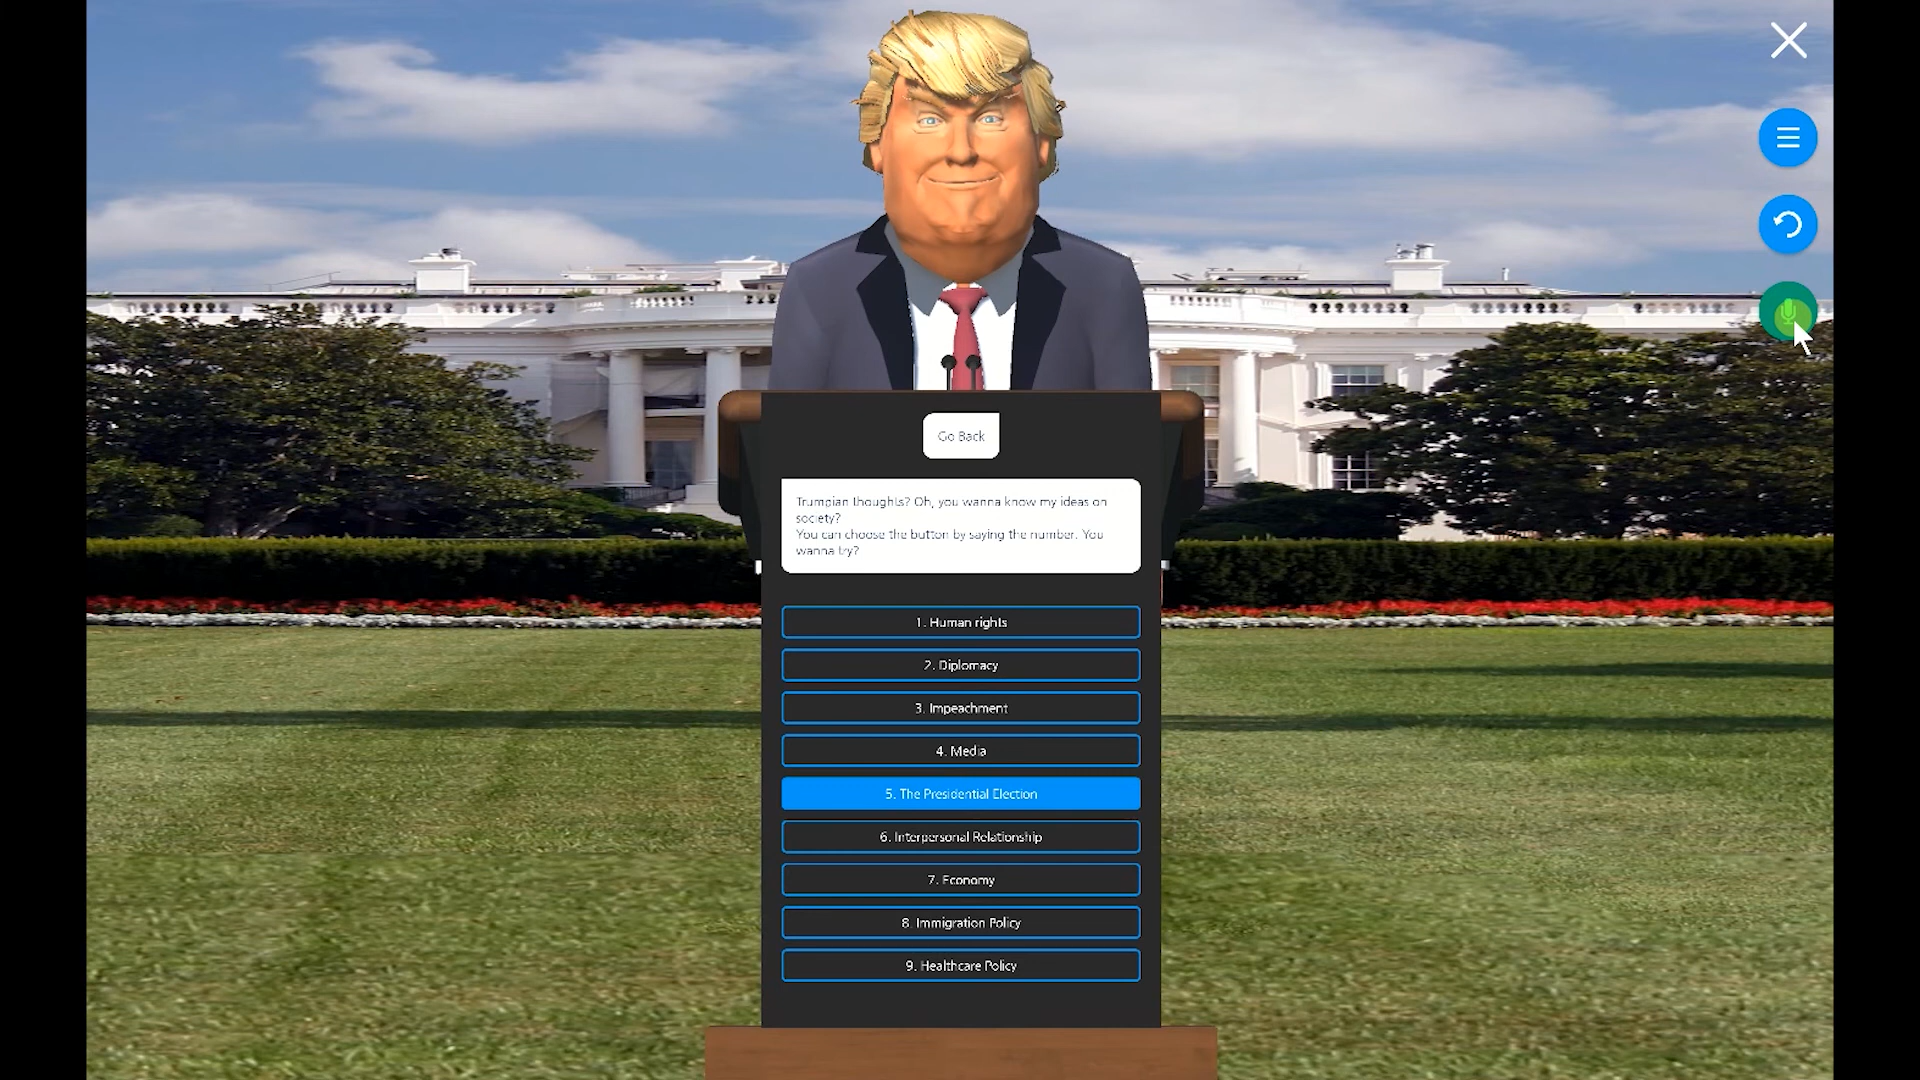 Go Back
Trumpian thoughts? Oh, you wanna know my ideas on
society?
You can choose the button by saying the number. You
wanna try?
1. Human rights
2. Diplomacy
3. Impeachment
4. Media
5. The Presidential Election
6. Interpersonal Relationship
7. Economy
8. Immigration Policy
9. Healthcare Policy